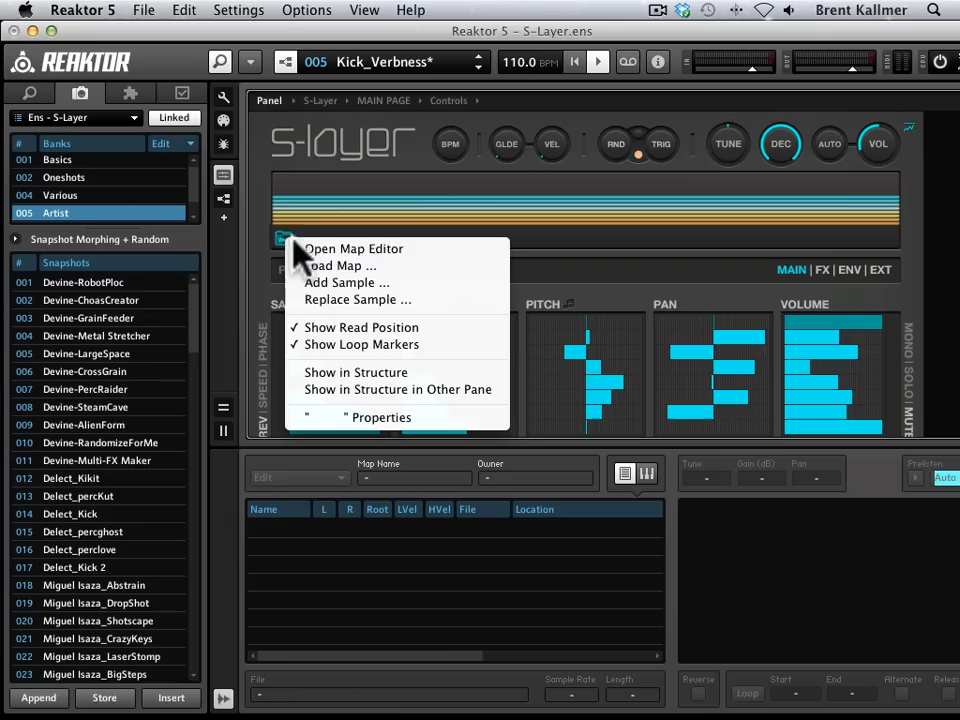 Reaktor 5 File Edit Settings Options View Help Brent Kallmer
Reaktor 5 - S-Layer.ens
REAKTOR 005 Kick_Verbness* 110.0 BPM
Ens - S-Layer Linked Panel S-Layer MAIN PAGE Controls
# Banks Edit
001 Basics
002 Oneshots
004 Various
005 Artist
s-layer BPM GLDE VEL RND TRIG TUNE DEC AUTO VOL
Snapshot Morphing + Random
# Snapshots
001 Devine-RobotPloc
002 Devine-ChoasCreator
003 Devine-GrainFeeder
004 Devine-Metal Stretcher
005 Devine-LargeSpace
006 Devine-CrossGrain
007 Devine-PercRaider
008 Devine-SteamCave
009 Devine-AlienForm
010 Devine-RandomizeForMe
011 Devine-Multi-FX Maker
012 Delect_Kikit
013 Delect_percKut
014 Delect_Kick
015 Delect_percghost
016 Delect_perclove
017 Delect_Kick 2
018 Miguel Isaza_Abstrain
019 Miguel Isaza_DropShot
020 Miguel Isaza_Shotscape
021 Miguel Isaza_CrazyKeys
022 Miguel Isaza_LaserStomp
023 Miguel Isaza_BigSteps
Append Store Insert
Open Map Editor
Load Map ...
Add Sample ...
Replace Sample ...
Show Read Position
Show Loop Markers
Show in Structure
Show in Structure in Other Pane
" " Properties
MAIN | FX | ENV | EXT
PITCH PAN VOLUME
REV | SPEED | PHASE
MONO | SOLO | MUTE
Edit Map Name - Owner -
Tune - Gain (dB) - Pan - Prelisten Auto
Name L R Root LVel HVel File Location
File - Sample Rate - Length -
Reverse Loop Start - End - Alternate